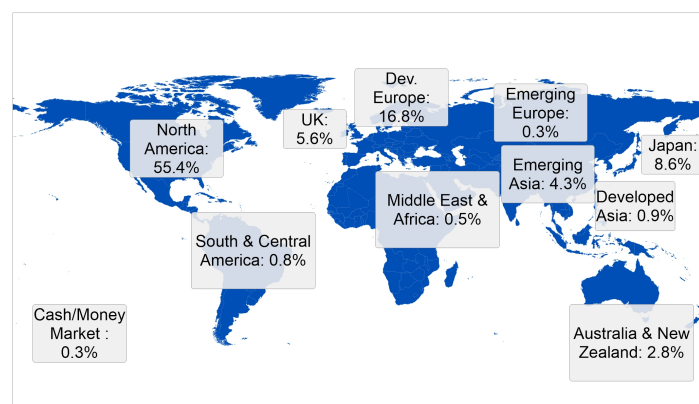 Dev.
Europe:
16.8%
UK:
5.6%
Emerging
Europe:
0.3%
North
America:
55.4%
Japan:
8.6%
Emerging
Asia: 4.3%
Middle East &
Africa: 0.5%
Developed
Asia: 0.9%
South & Central
America: 0.8%
Cash/Money
Market :
0.3%
Australia & New
Zealand: 2.8%